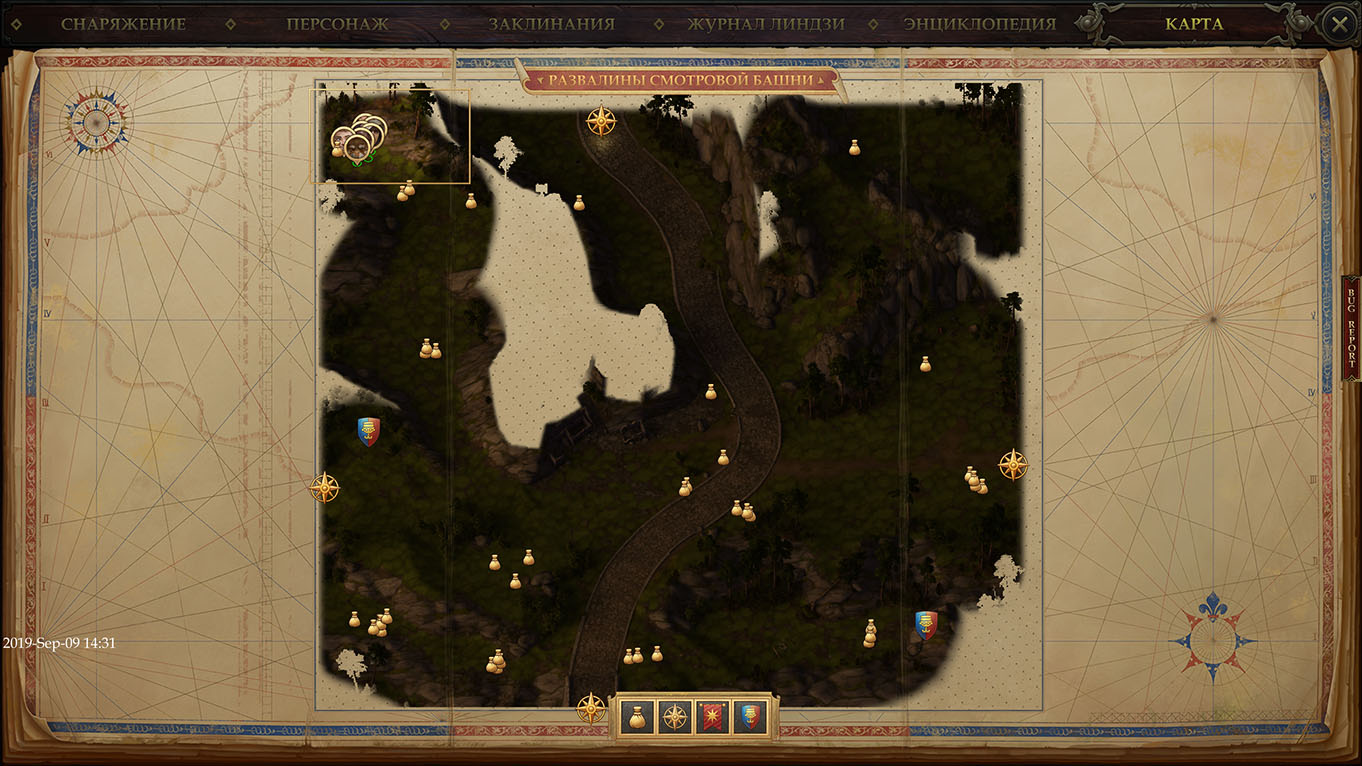 СНАРЯЖЕНИЕ
ПЕРСОНАЖ
ЗАКЛИНАНИЯ
ЖУРНАЛ ЛИНДЗИ
ЭНЦИКЛОПЕДИЯ
КАРТА
РАЗВАЛИНЫ СМОТРОВОЙ БАШНИ
BUG REPORT
2019-Sep-09 14:31